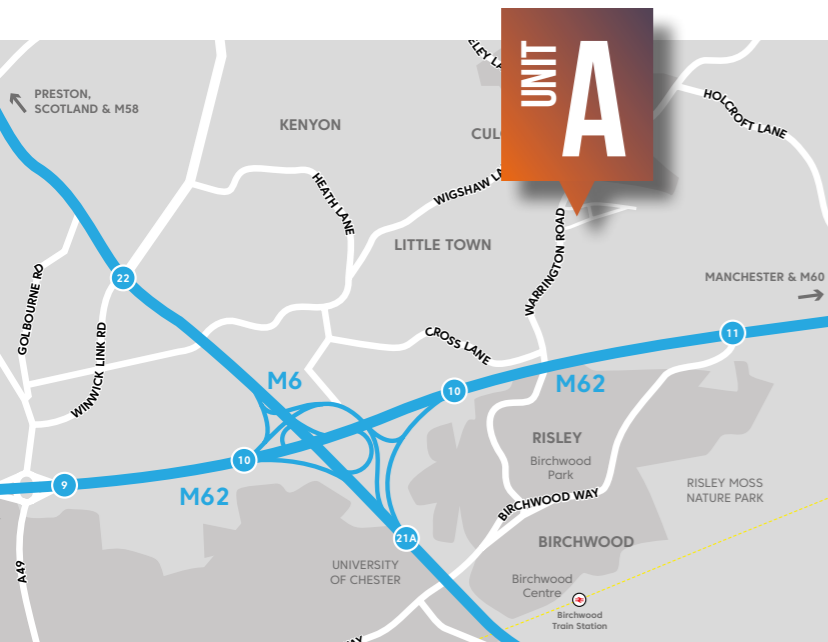 UNIT
A
PRESTON,
SCOTLAND & M58
KENYON
HOLCROFT LANE
HEATH LANE
WIGSHAW
LITTLE TOWN
WARRINGTON ROAD
MANCHESTER & M60
GOLBOURNE RD
22
WINWICK LINK RD
CROSS LANE
11
M6
10
M62
RISLEY
Birchwood
Park
10
9
M62
RISLEY MOSS
NATURE PARK
BIRCHWOOD WAY
21A
BIRCHWOOD
A49
UNIVERSITY
OF CHESTER
Birchwood
Centre
Birchwood
Train Station